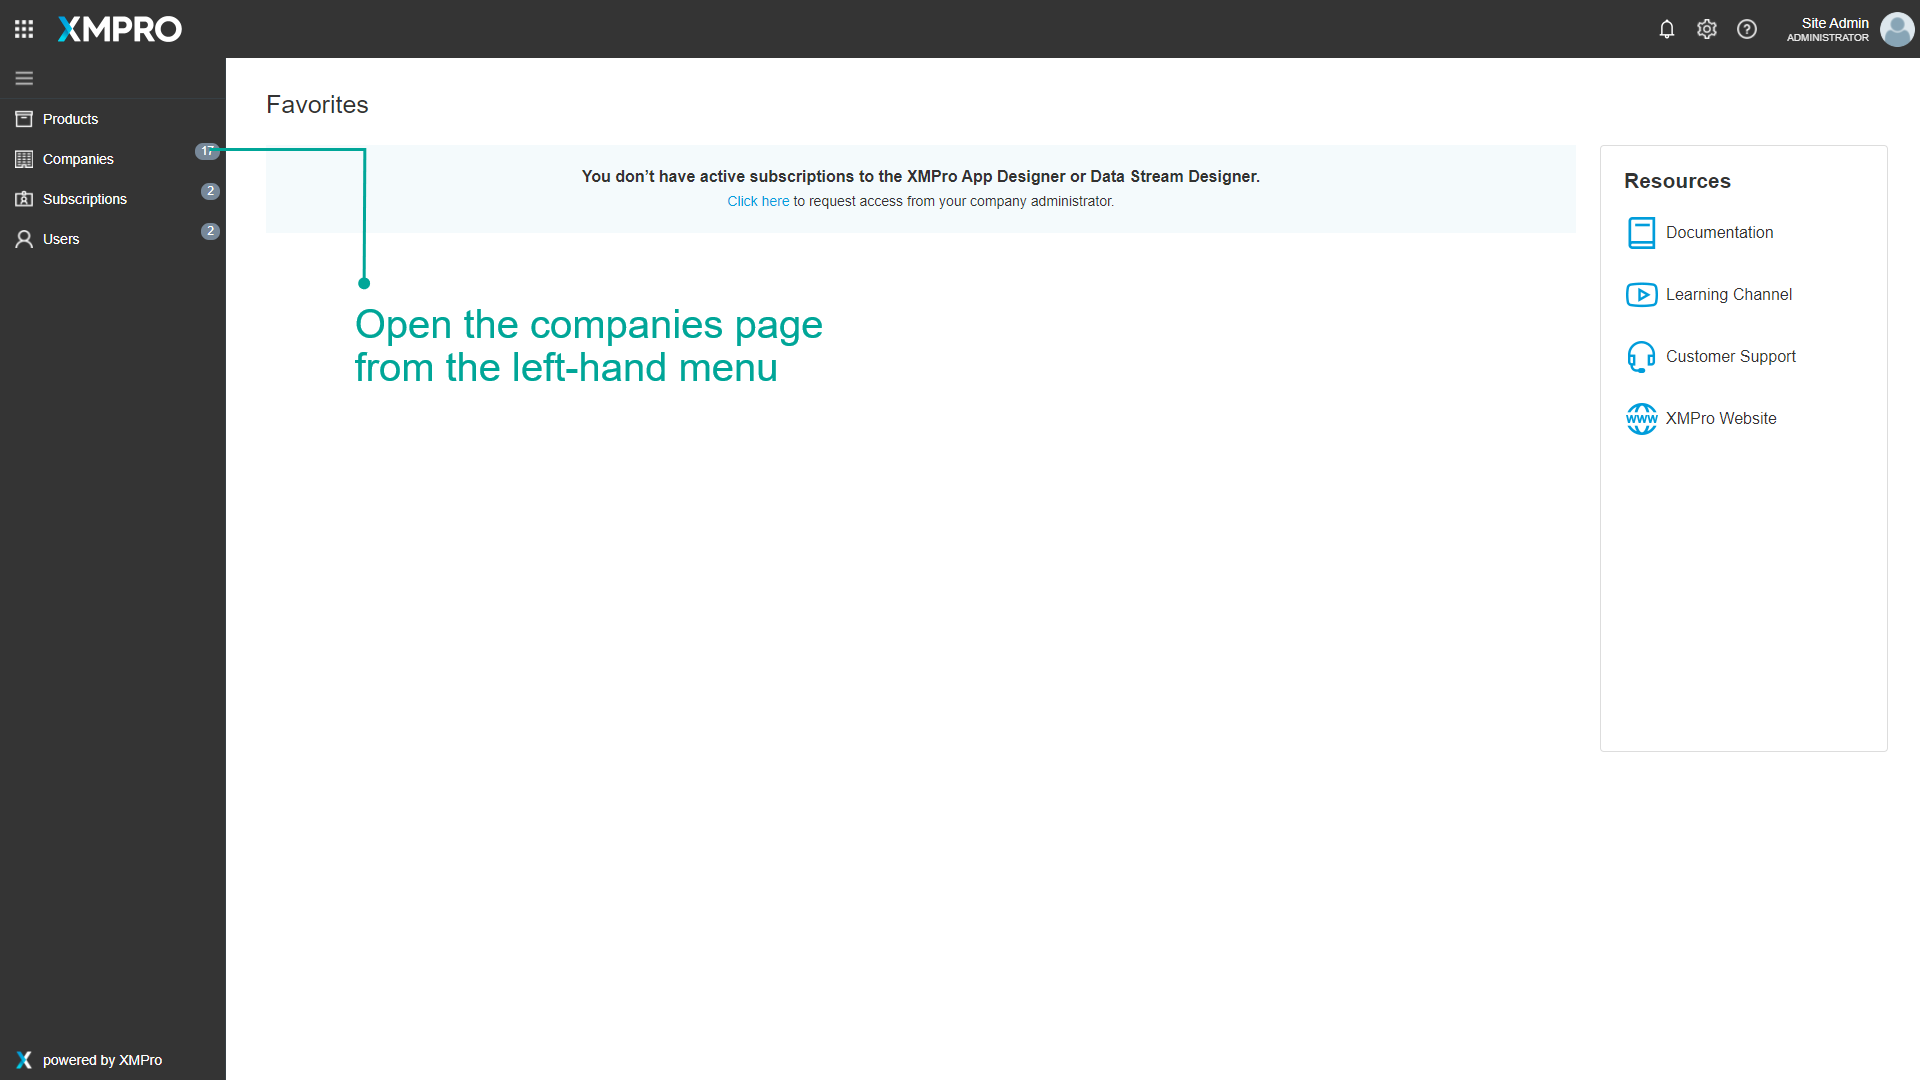 XMPRO
Site Admin
ADMINISTRATOR
Products
Companies 17
Subscriptions 2
Users 2
Favorites
You don’t have active subscriptions to the XMPro App Designer or Data Stream Designer.
Click here to request access from your company administrator.
Open the companies page
from the left-hand menu
Resources
Documentation
Learning Channel
Customer Support
WWW XMPro Website
powered by XMPro